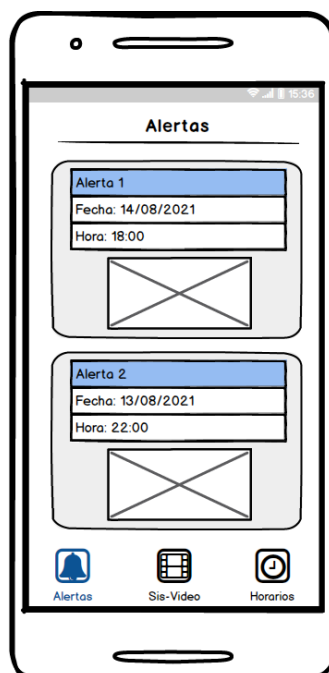 15:36
Alertas
Alerta 1
Fecha: 14/08/2021
Hora: 18:00
Alerta 2
Fecha: 13/08/2021
Hora: 22:00
Alertas Sis-Video Horarios